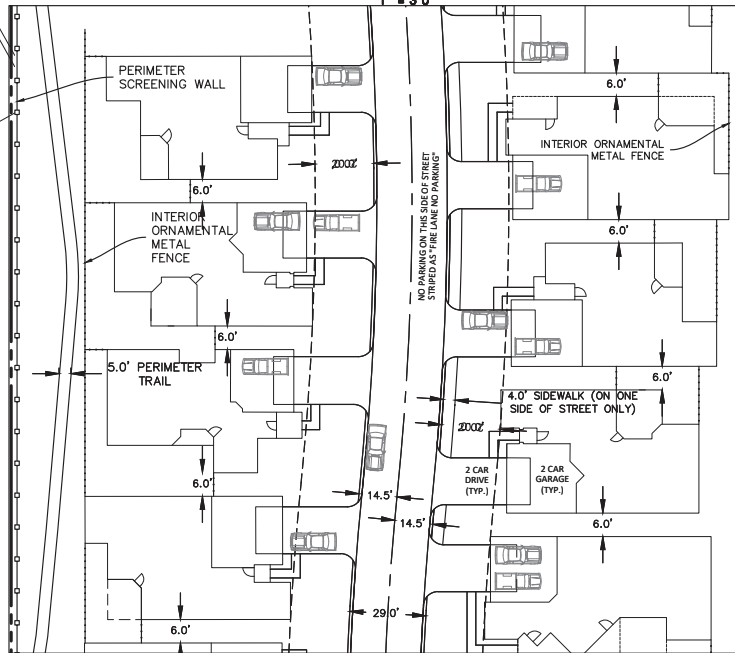 PERIMETER
SCREENING WALL
6.0'
INTERIOR ORNAMENTAL
METAL FENCE
6.0'
NO PARKING ON THIS SIDE OF STREET
STRIPED AS "FIRE LANE NO PARKING"
INTERIOR
ORNAMENTAL
METAL
FENCE
6.0'
6.0'
5.0' PERIMETER
TRAIL
6.0'
4.0' SIDEWALK (ON ONE
SIDE OF STREET ONLY)
2 CAR
DRIVE
(TYP.)
2 CAR
GARAGE
(TYP.)
6.0'
14.5'
14.5'
6.0'
29.0'
6.0'